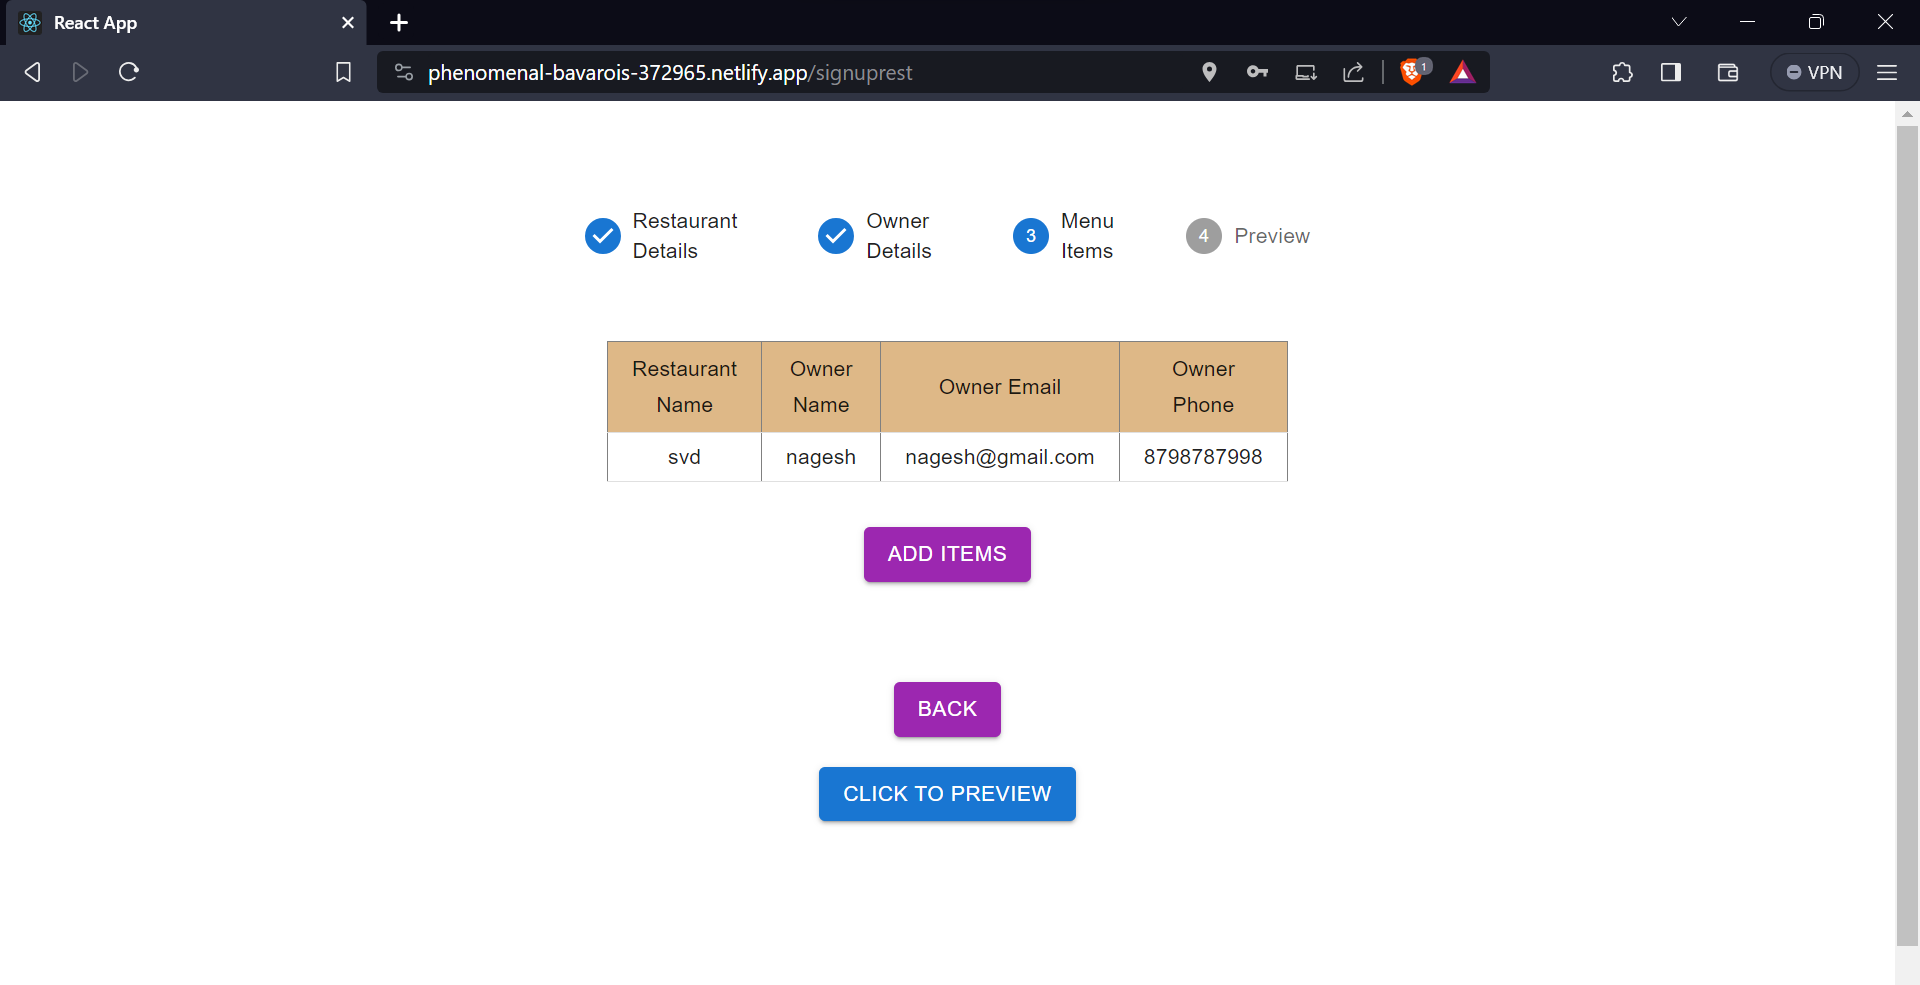 React App
phenomenal-bavarois-372965.netlify.app/signuprest
1
VPN
Restaurant
Details
Owner
Details
3
Menu
Items
4
Preview
Restaurant
Name
Owner
Name
Owner Email
Owner
Phone
svd
nagesh
nagesh@gmail.com
8798787998
ADD ITEMS
BACK
CLICK TO PREVIEW